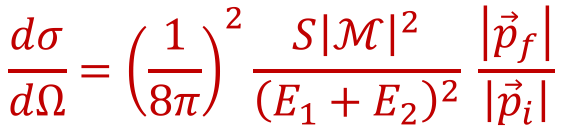 dσ/dΩ = (1/8π)² S|ℳ|²/(E₁ + E₂)² |p⃗_f|/|p⃗_i|